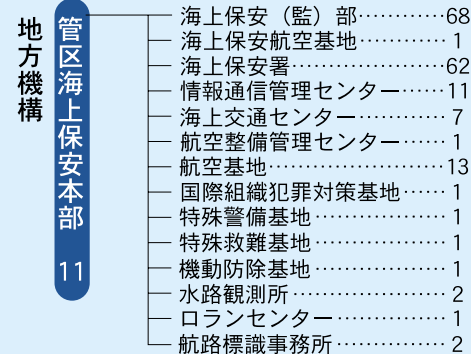 地方機構
管区海上保安本部 11
海上保安（監）部…………68
海上保安航空基地…………1
海上保安署…………………62
情報通信管理センター……11
海上交通センター…………7
航空整備管理センター……1
航空基地……………………13
国際組織犯罪対策基地……1
特殊警備基地………………1
特殊救難基地………………1
機動防除基地………………1
水路観測所…………………2
ロランセンター……………1
航路標識事務所……………2